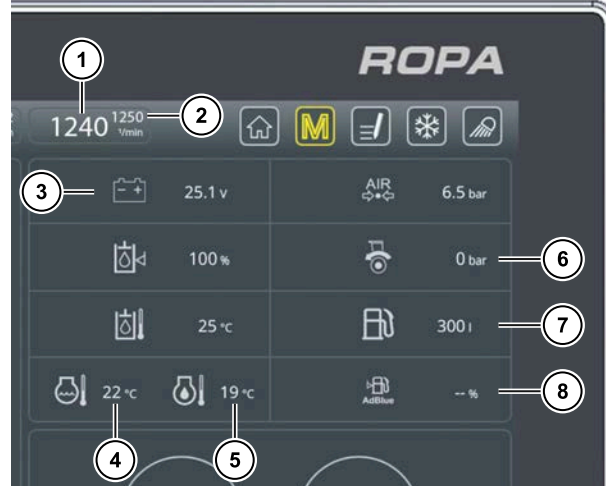 1
ROPA
1240 1250
1/min
2
M
3
- +
25.1 v
AIR
6.5 bar
100 %
0 bar
6
25 °C
300 l
7
22 °C
19 °C
AdBlue
-- %
8
4
5